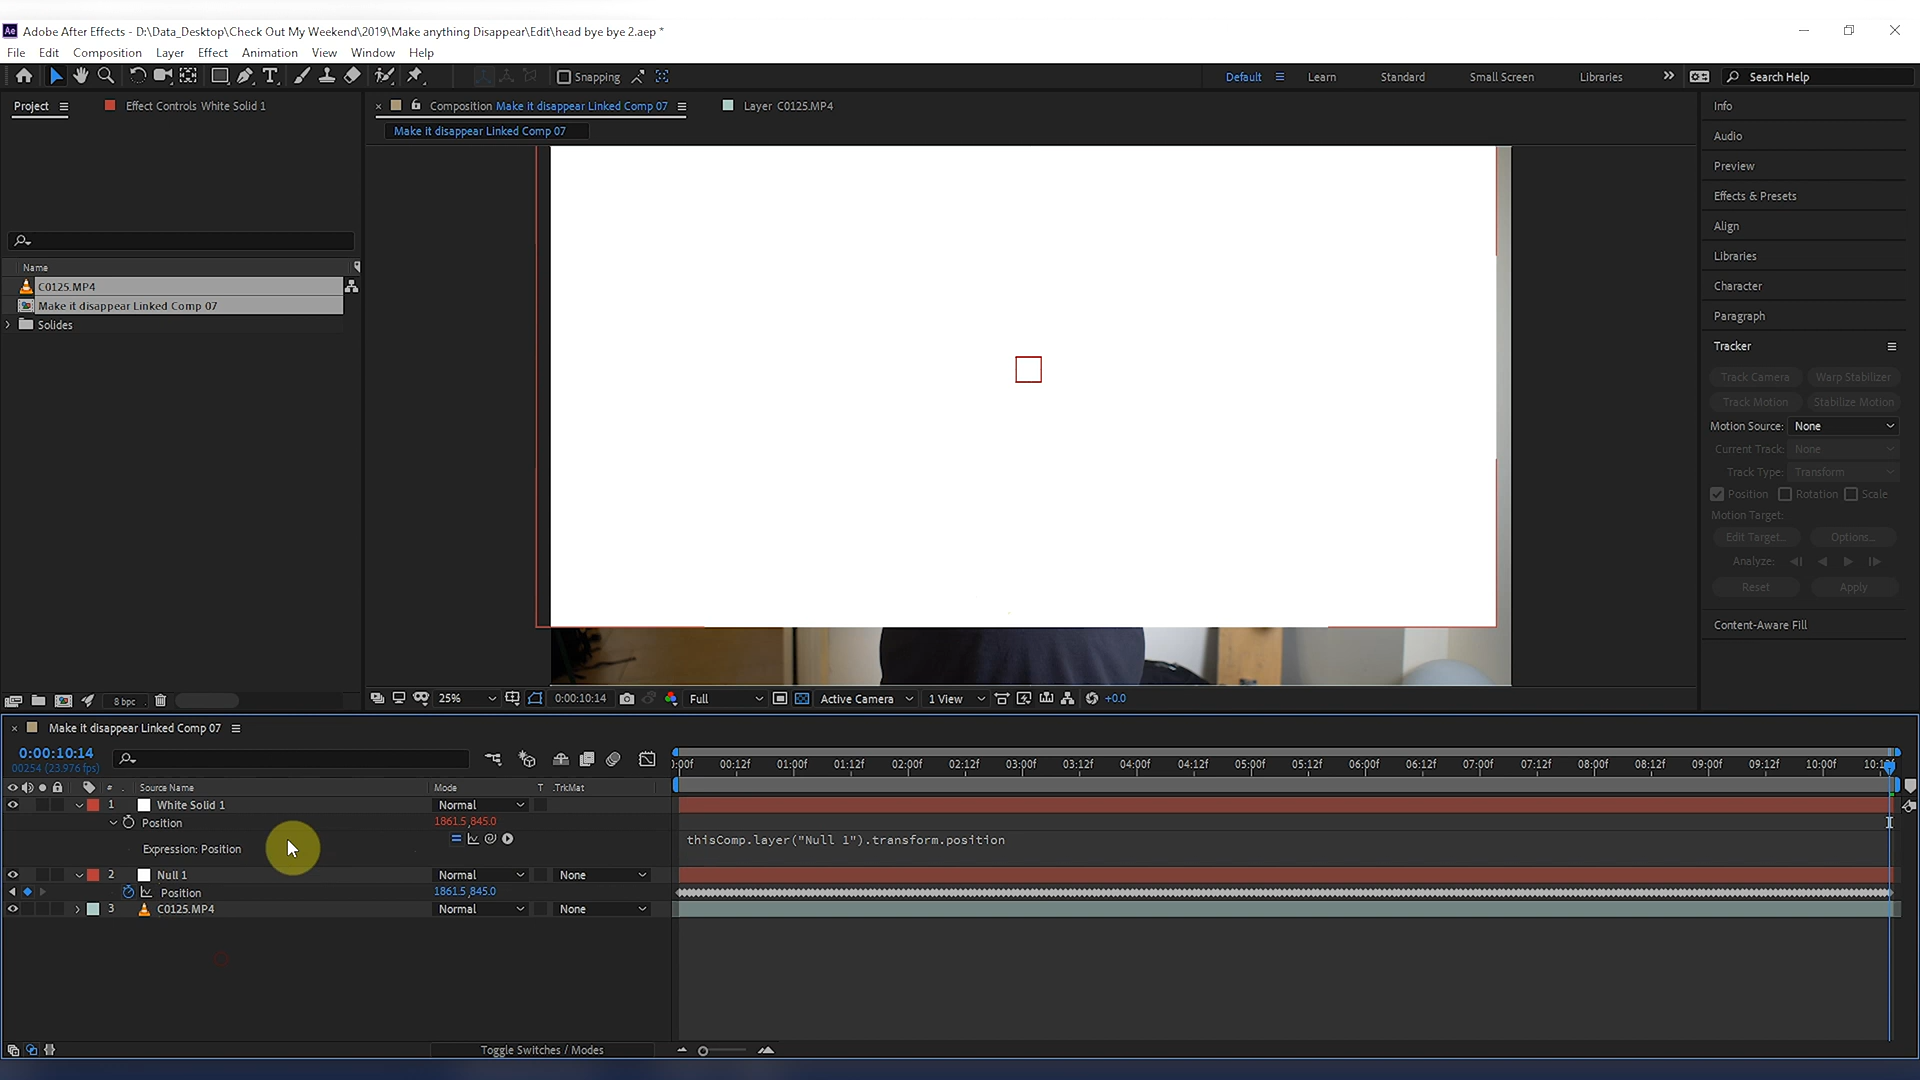 Adobe After Effects - D:\Data_Desktop\Check Out My Weekend\2019\Make anything Disappear\Edit\head bye bye 2.aep *
File Edit Composition Layer Effect Animation View Window Help
Snapping Default Learn Standard Small Screen Libraries Search Help
Project Effect Controls White Solid 1 Composition Make it disappear Linked Comp 07 Layer C0125.MP4
Make it disappear Linked Comp 07
Info
Audio
Preview
Effects & Presets
Align
Libraries
Character
Paragraph
Tracker
Track Camera Warp Stabilizer
Track Motion Stabilize Motion
Motion Source: None
Current Track: None
Track Type: Transform
Position Rotation Scale
Motion Target:
Edit Target... Options...
Analyze:
Reset Apply
Content-Aware Fill
Name
C0125.MP4
Make it disappear Linked Comp 07
Solides
8 bpc
25% 0:00:10:14 Full Active Camera 1 View +0.0
Make it disappear Linked Comp 07
0:00:10:14
00254 (23.976 fps)
:00f 00:12f 01:00f 01:12f 02:00f 02:12f 03:00f 03:12f 04:00f 04:12f 05:00f 05:12f 06:00f 06:12f 07:00f 07:12f 08:00f 08:12f 09:00f 09:12f 10:00f
# Source Name Mode T .TrkMat
1 White Solid 1 Normal
Position 1861.5,845.0
Expression: Position thisComp.layer("Null 1").transform.position
2 Null 1 Normal None
Position 1861.5,845.0
3 C0125.MP4 Normal None
Toggle Switches / Modes